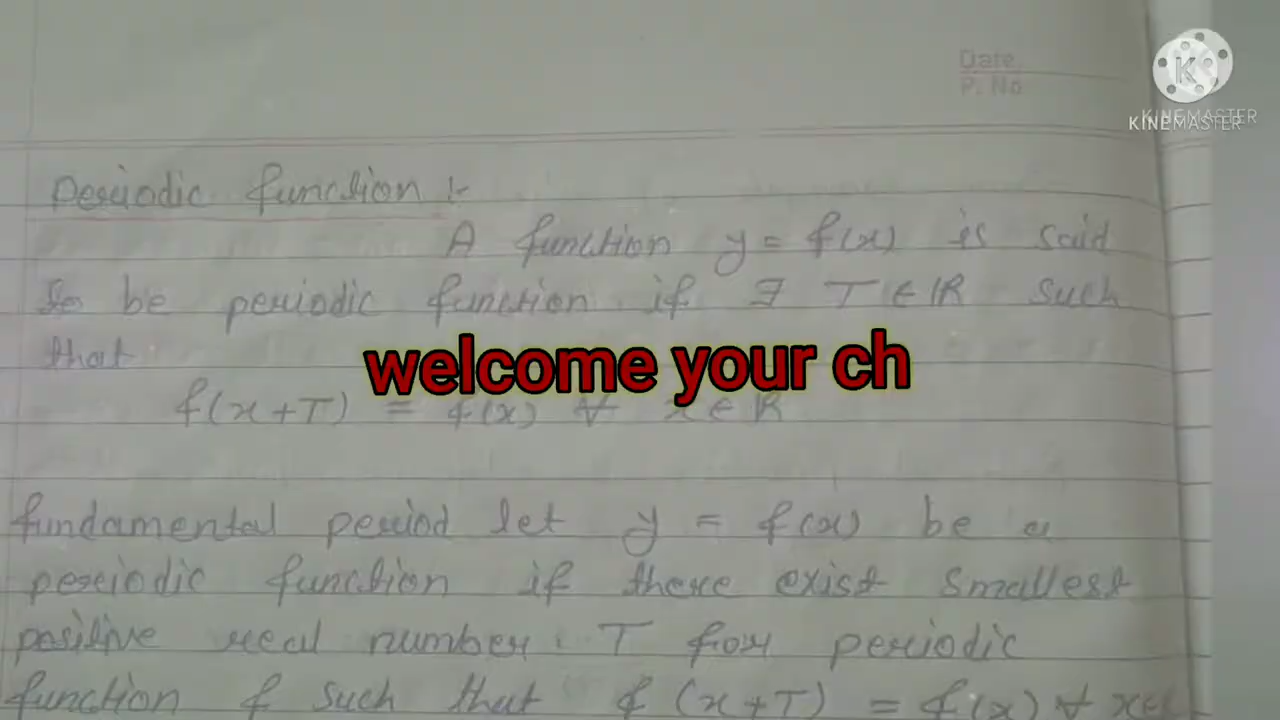 Date
P. No
KINEMASTER
KINEMASTER
Periodic function :-
A function y = f(x) is said
to be periodic function if ∃ T ∈ R such
that
welcome your ch
f(x+T) = f(x) ∀ x ∈ R
fundamental period let y = f(x) be a
periodic function if there exist smallest
positive real number T for periodic
function f such that f (x+T) = f(x) ∀ x ∈